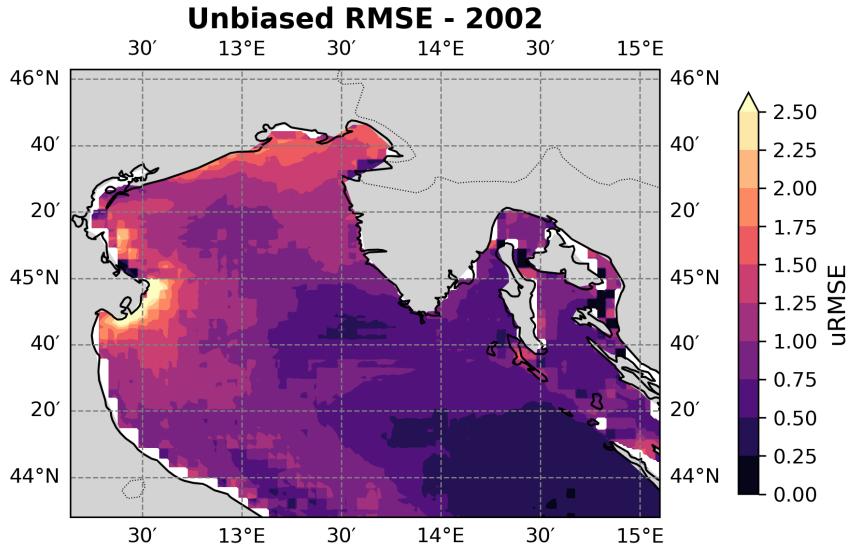 Unbiased RMSE - 2002
30′ 13°E 30′ 14°E 30′ 15°E
46°N 46°N
40′ 40′
20′ 20′
45°N 45°N
40′ 40′
20′ 20′
44°N 44°N
30′ 13°E 30′ 14°E 30′ 15°E
2.50
2.25
2.00
1.75
1.50
1.25
1.00
0.75
0.50
0.25
0.00
uRMSE